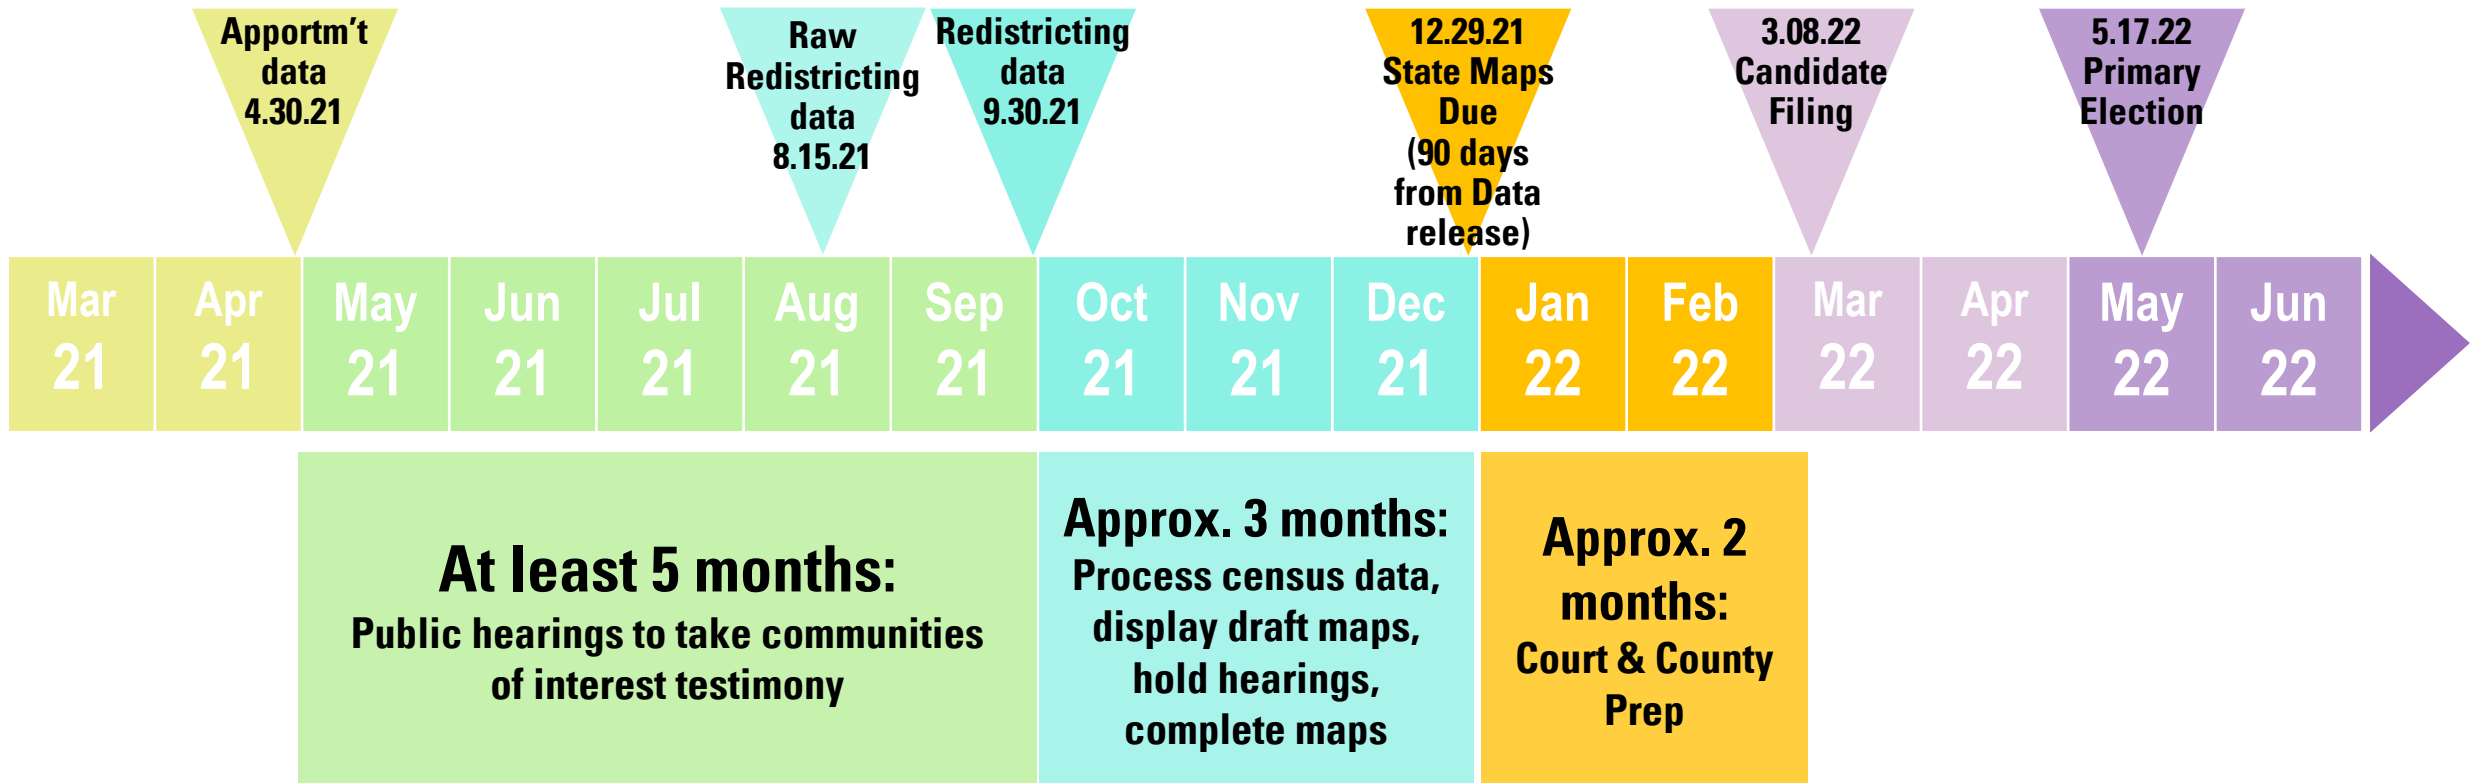 Apportm't
data
4.30.21
Raw
Redistricting
data
8.15.21
Redistricting
data
9.30.21
12.29.21
State Maps
Due
(90 days
from Data
release)
3.08.22
Candidate
Filing
5.17.22
Primary
Election
Mar
21
Apr
21
May
21
Jun
21
Jul
21
Aug
21
Sep
21
Oct
21
Nov
21
Dec
21
Jan
22
Feb
22
Mar
22
Apr
22
May
22
Jun
22
At least 5 months:
Public hearings to take communities
of interest testimony
Approx. 3 months:
Process census data,
display draft maps,
hold hearings,
complete maps
Approx. 2
months:
Court & County
Prep